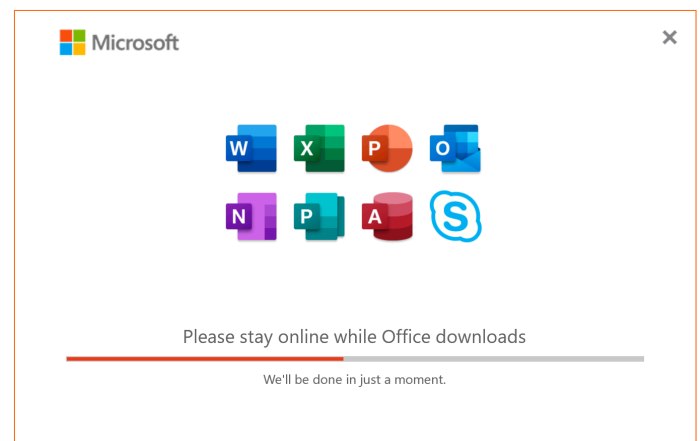 Microsoft
W X P O
N P A S
Please stay online while Office downloads
We'll be done in just a moment.